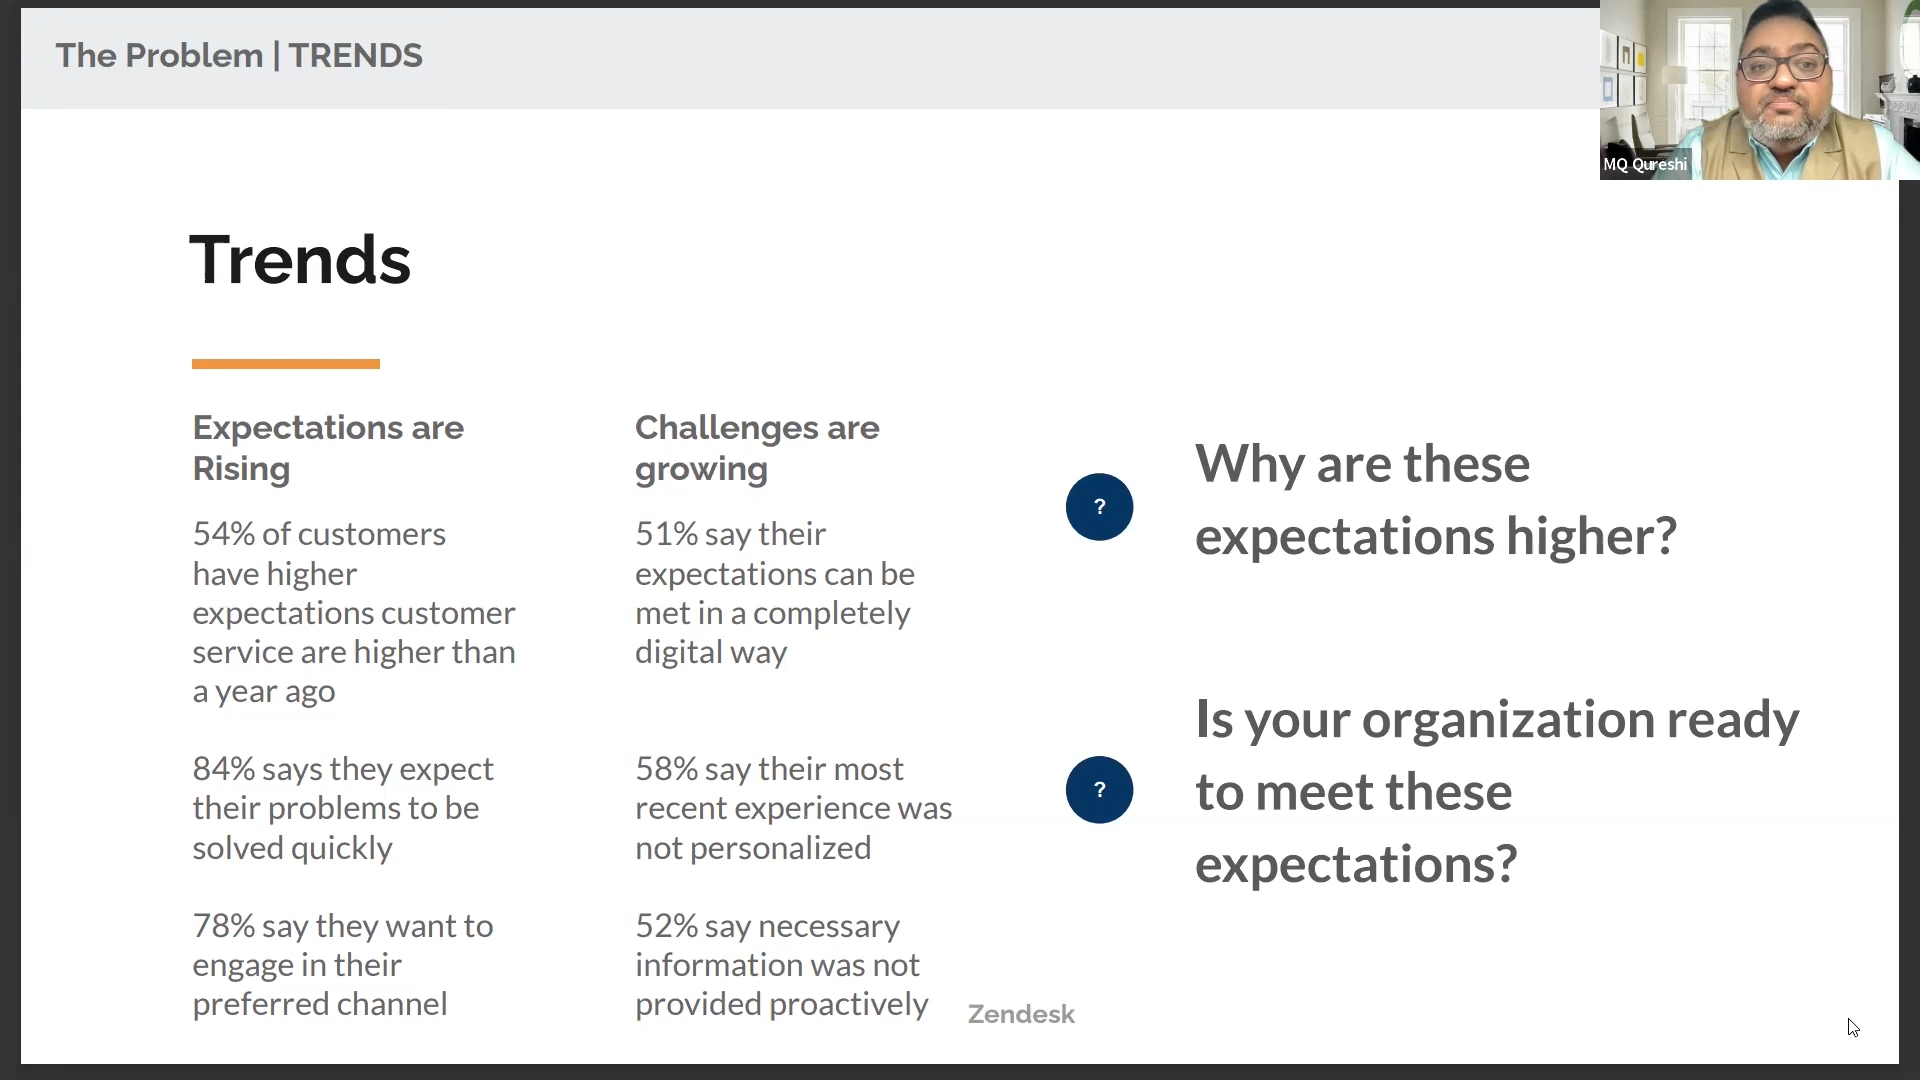 The Problem | TRENDS
MQ Qureshi
Trends
Expectations are
Rising
54% of customers
have higher
expectations customer
service are higher than
a year ago
84% says they expect
their problems to be
solved quickly
78% say they want to
engage in their
preferred channel
Challenges are
growing
51% say their
expectations can be
met in a completely
digital way
58% say their most
recent experience was
not personalized
52% say necessary
information was not
provided proactively
Zendesk
?
Why are these
expectations higher?
?
Is your organization ready
to meet these
expectations?